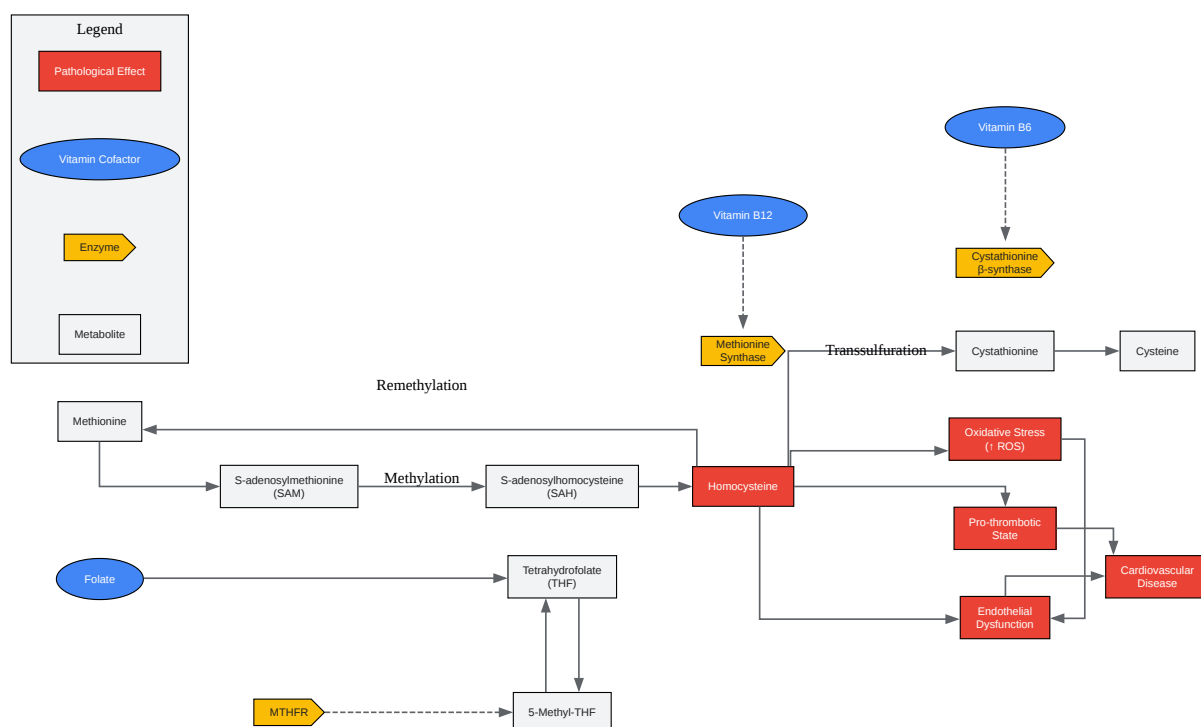 Legend
Pathological Effect
Vitamin Cofactor
Enzyme
Metabolite
Vitamin B6
Vitamin B12
Cystathionine
β-synthase
Methionine
Synthase
Transsulfuration
Cystathionine
Cysteine
Remethylation
Methionine
Oxidative Stress
(↑ ROS)
S-adenosylmethionine
(SAM)
Methylation
S-adenosylhomocysteine
(SAH)
Homocysteine
Pro-thrombotic
State
Folate
Tetrahydrofolate
(THF)
Cardiovascular
Disease
Endothelial
Dysfunction
MTHFR
5-Methyl-THF